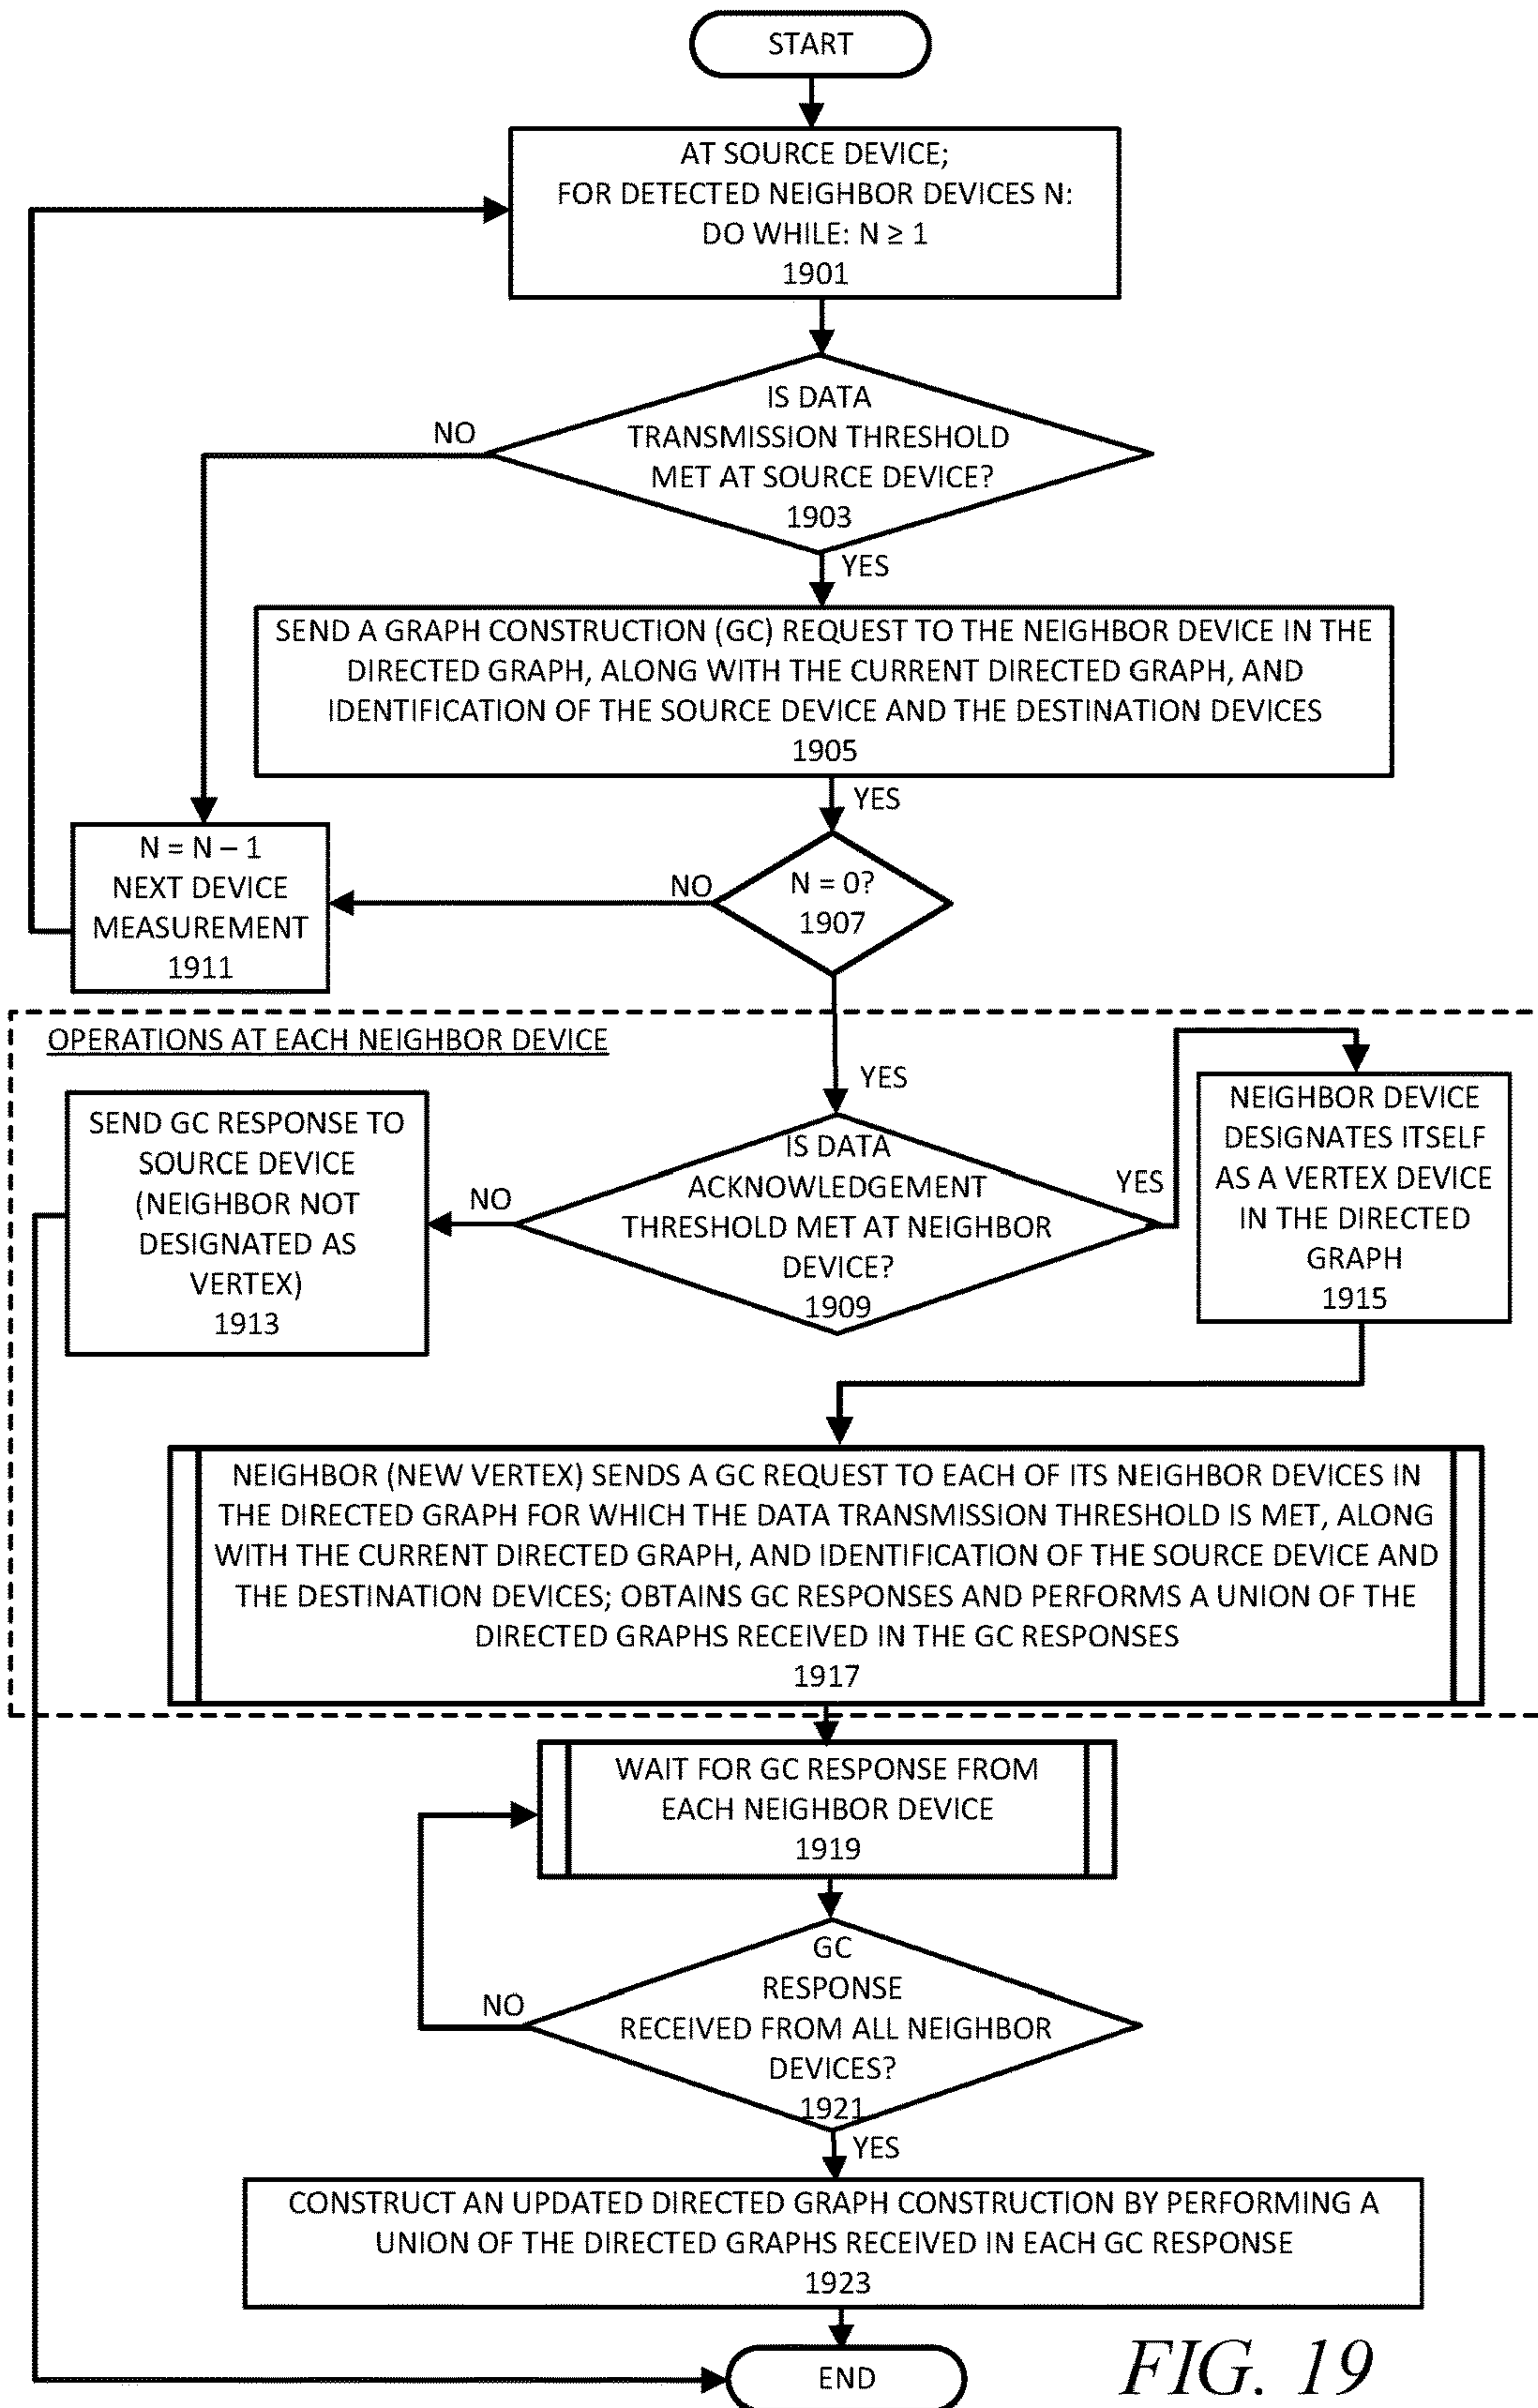 START
AT SOURCE DEVICE;
FOR DETECTED NEIGHBOR DEVICES N:
DO WHILE: N ≥ 1
1901
IS DATA
TRANSMISSION THRESHOLD
MET AT SOURCE DEVICE?
1903
NO
YES
SEND A GRAPH CONSTRUCTION (GC) REQUEST TO THE NEIGHBOR DEVICE IN THE
DIRECTED GRAPH, ALONG WITH THE CURRENT DIRECTED GRAPH, AND
IDENTIFICATION OF THE SOURCE DEVICE AND THE DESTINATION DEVICES
1905
YES
N = 0?
1907
NO
N = N – 1
NEXT DEVICE
MEASUREMENT
1911
OPERATIONS AT EACH NEIGHBOR DEVICE
YES
IS DATA
ACKNOWLEDGEMENT
THRESHOLD MET AT NEIGHBOR
DEVICE?
1909
NO
SEND GC RESPONSE TO
SOURCE DEVICE
(NEIGHBOR NOT
DESIGNATED AS
VERTEX)
1913
YES
NEIGHBOR DEVICE
DESIGNATES ITSELF
AS A VERTEX DEVICE
IN THE DIRECTED
GRAPH
1915
NEIGHBOR (NEW VERTEX) SENDS A GC REQUEST TO EACH OF ITS NEIGHBOR DEVICES IN
THE DIRECTED GRAPH FOR WHICH THE DATA TRANSMISSION THRESHOLD IS MET, ALONG
WITH THE CURRENT DIRECTED GRAPH, AND IDENTIFICATION OF THE SOURCE DEVICE AND
THE DESTINATION DEVICES; OBTAINS GC RESPONSES AND PERFORMS A UNION OF THE
DIRECTED GRAPHS RECEIVED IN THE GC RESPONSES
1917
WAIT FOR GC RESPONSE FROM
EACH NEIGHBOR DEVICE
1919
GC
RESPONSE
RECEIVED FROM ALL NEIGHBOR
DEVICES?
1921
NO
YES
CONSTRUCT AN UPDATED DIRECTED GRAPH CONSTRUCTION BY PERFORMING A
UNION OF THE DIRECTED GRAPHS RECEIVED IN EACH GC RESPONSE
1923
END
FIG. 19